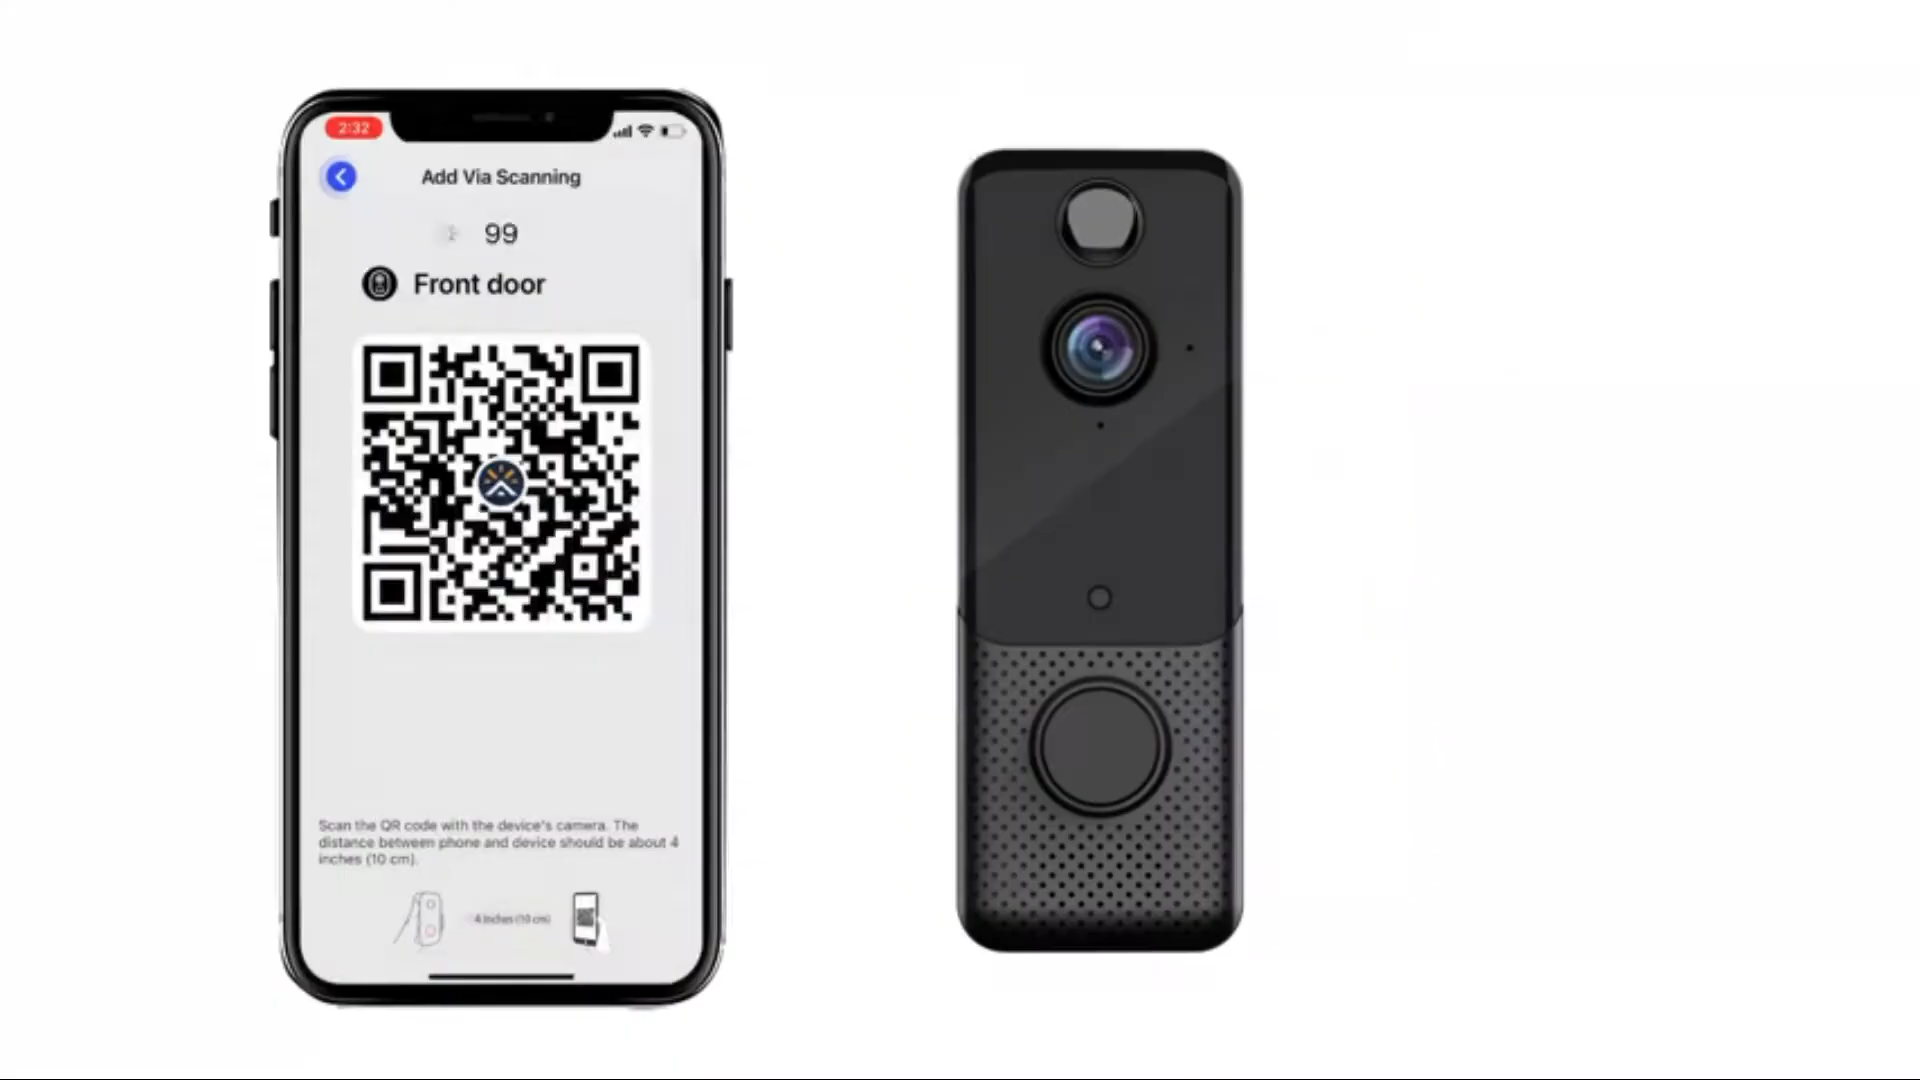 2:32
Add Via Scanning
99
Front door
Scan the QR code with the device's camera. The
distance between phone and device should be about 4
inches (10 cm).
4 inches (10 cm)